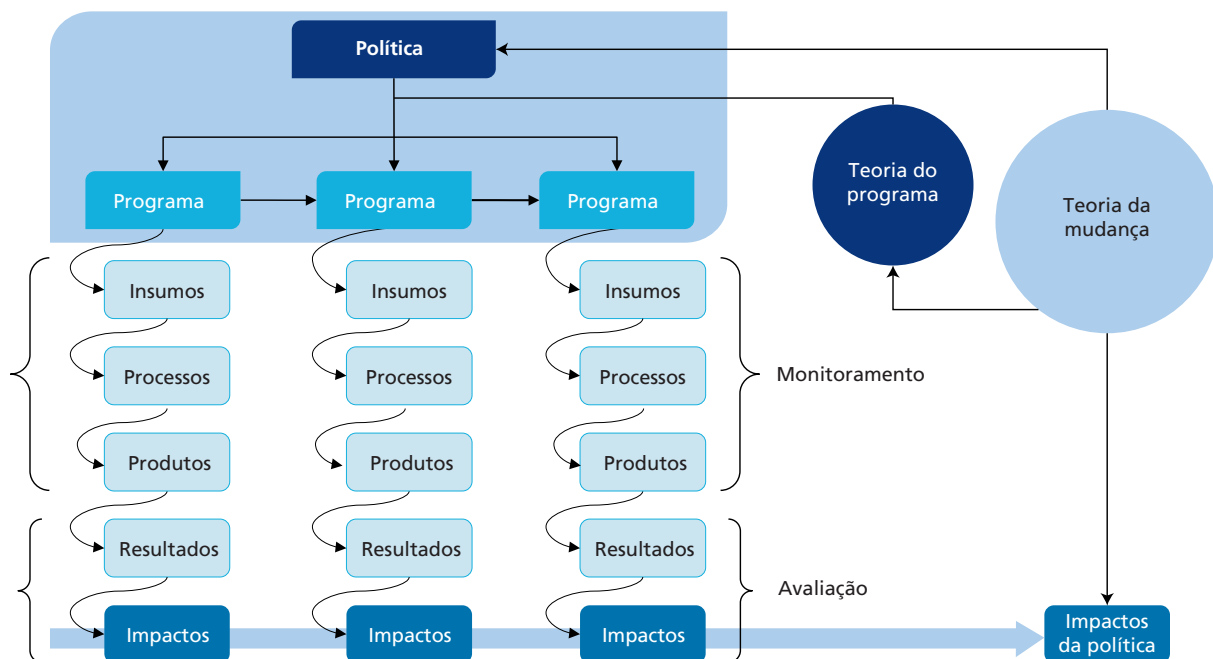 Política
Teoria do
programa
Teoria da
mudança
Programa
Programa
Programa
Insumos
Insumos
Insumos
Processos
Processos
Processos
Monitoramento
Produtos
Produtos
Produtos
Resultados
Resultados
Resultados
Avaliação
Impactos
Impactos
Impactos
Impactos
da política